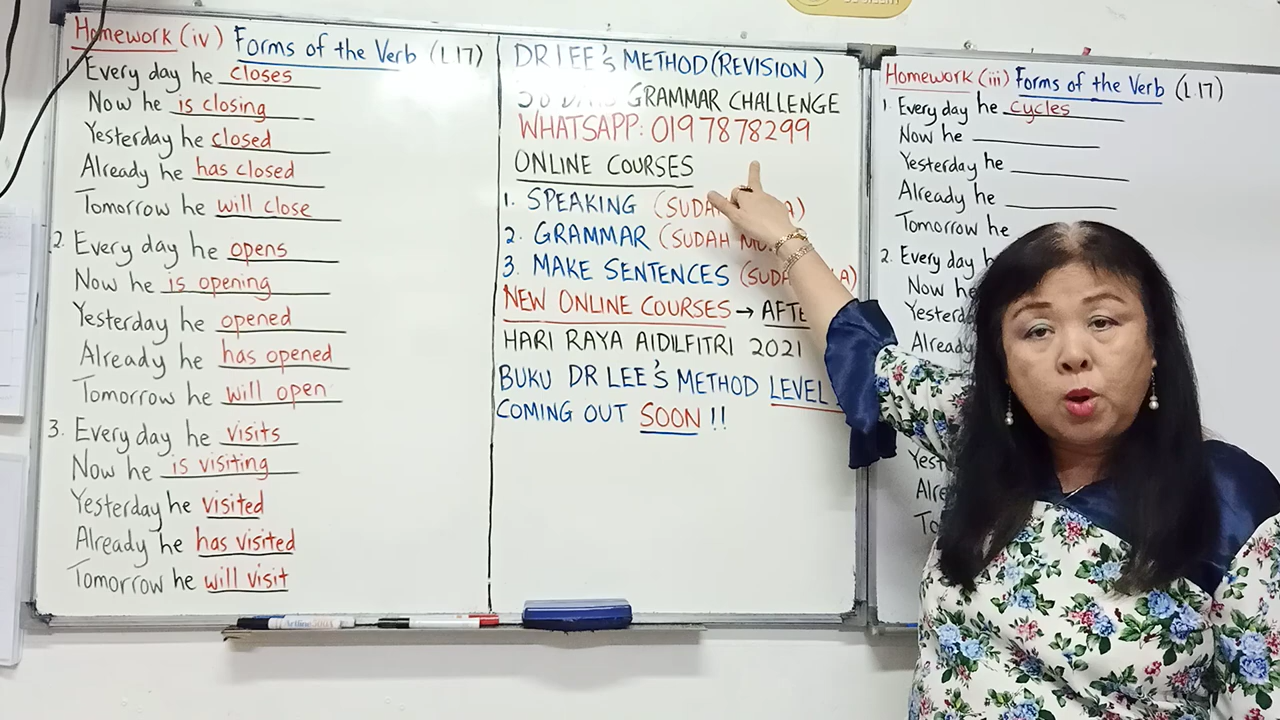 Homework (iv) Forms of the Verb (L17)
1. Every day he closes
Now he is closing
Yesterday he closed
Already he has closed
Tomorrow he will close
2. Every day he opens
Now he is opening
Yesterday he opened
Already he has opened
Tomorrow he will open
3. Every day he visits
Now he is visiting
Yesterday he visited
Already he has visited
Tomorrow he will visit
DR LEE's METHOD (REVISION)
GRAMMAR CHALLENGE
WHATSAPP: 0197878299
ONLINE COURSES
1. SPEAKING (SUDAH
2. GRAMMAR (SUDAH
3. MAKE SENTENCES
NEW ONLINE COURSES →
HARI RAYA AIDILFITRI 2021
BUKU DR LEE's METHOD LEVEL
COMING OUT SOON !!
Homework (iii) Forms of the Verb (L17)
1. Every day he cycles
Now he
Yesterday he
Already he
Tomorrow he
2. Every day
Now he
Already
Artline